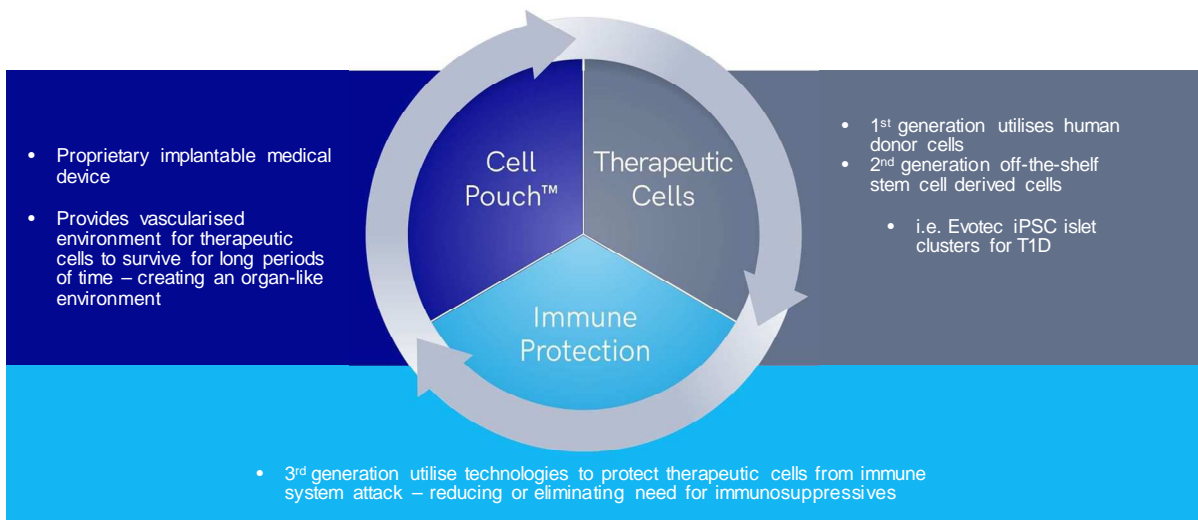 • Proprietary implantable medical
device
• Provides vascularised
environment for therapeutic
cells to survive for long periods
of time – creating an organ-like
environment
Cell
Pouch™
Therapeutic
Cells
Immune
Protection
• 1st generation utilises human
donor cells
• 2nd generation off-the-shelf
stem cell derived cells
• i.e. Evotec iPSC islet
clusters for T1D
• 3rd generation utilise technologies to protect therapeutic cells from immune
system attack – reducing or eliminating need for immunosuppressives